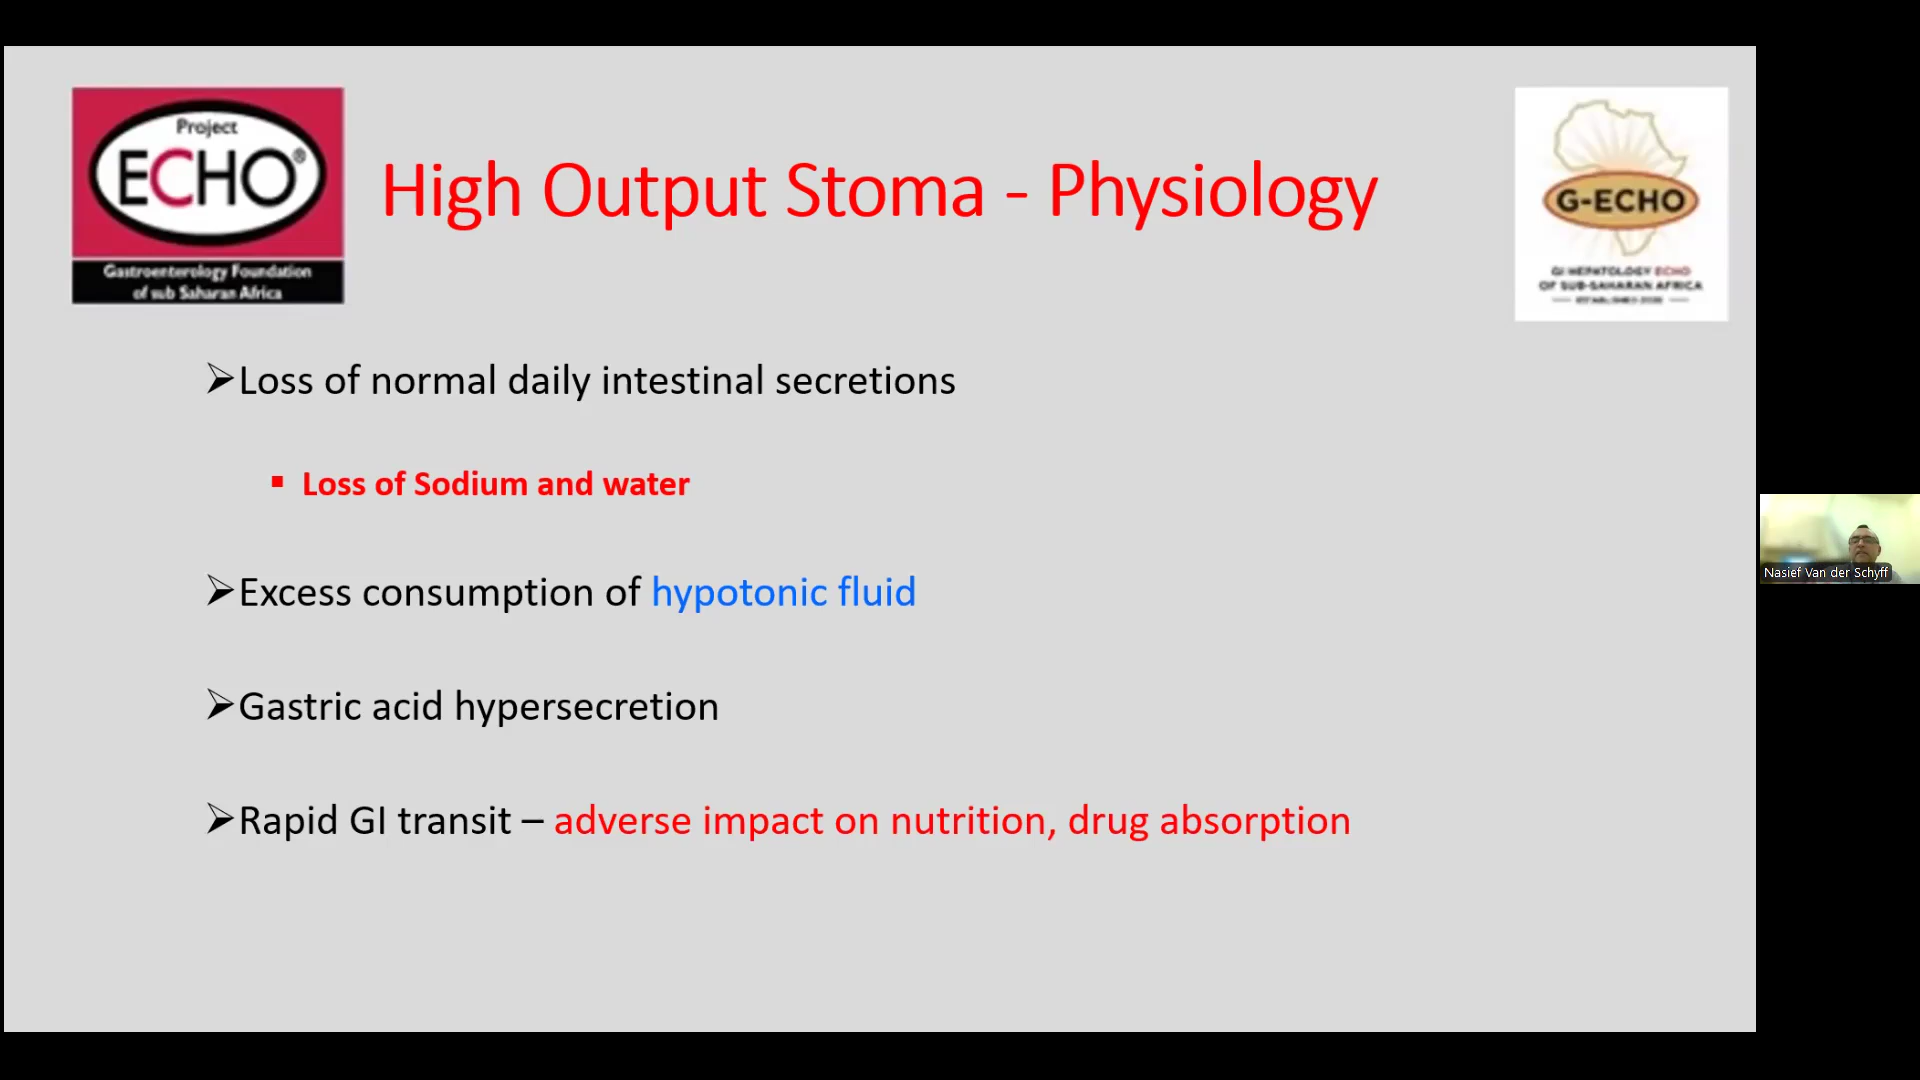 Project
ECHO®
Gastroenterology Foundation
of sub Saharan Africa
High Output Stoma - Physiology
G-ECHO
GI HEPATOLOGY ECHO
OF SUB-SAHARAN AFRICA
➢Loss of normal daily intestinal secretions
▪ Loss of Sodium and water
➢Excess consumption of hypotonic fluid
➢Gastric acid hypersecretion
➢Rapid GI transit – adverse impact on nutrition, drug absorption
Nasief Van der Schyff